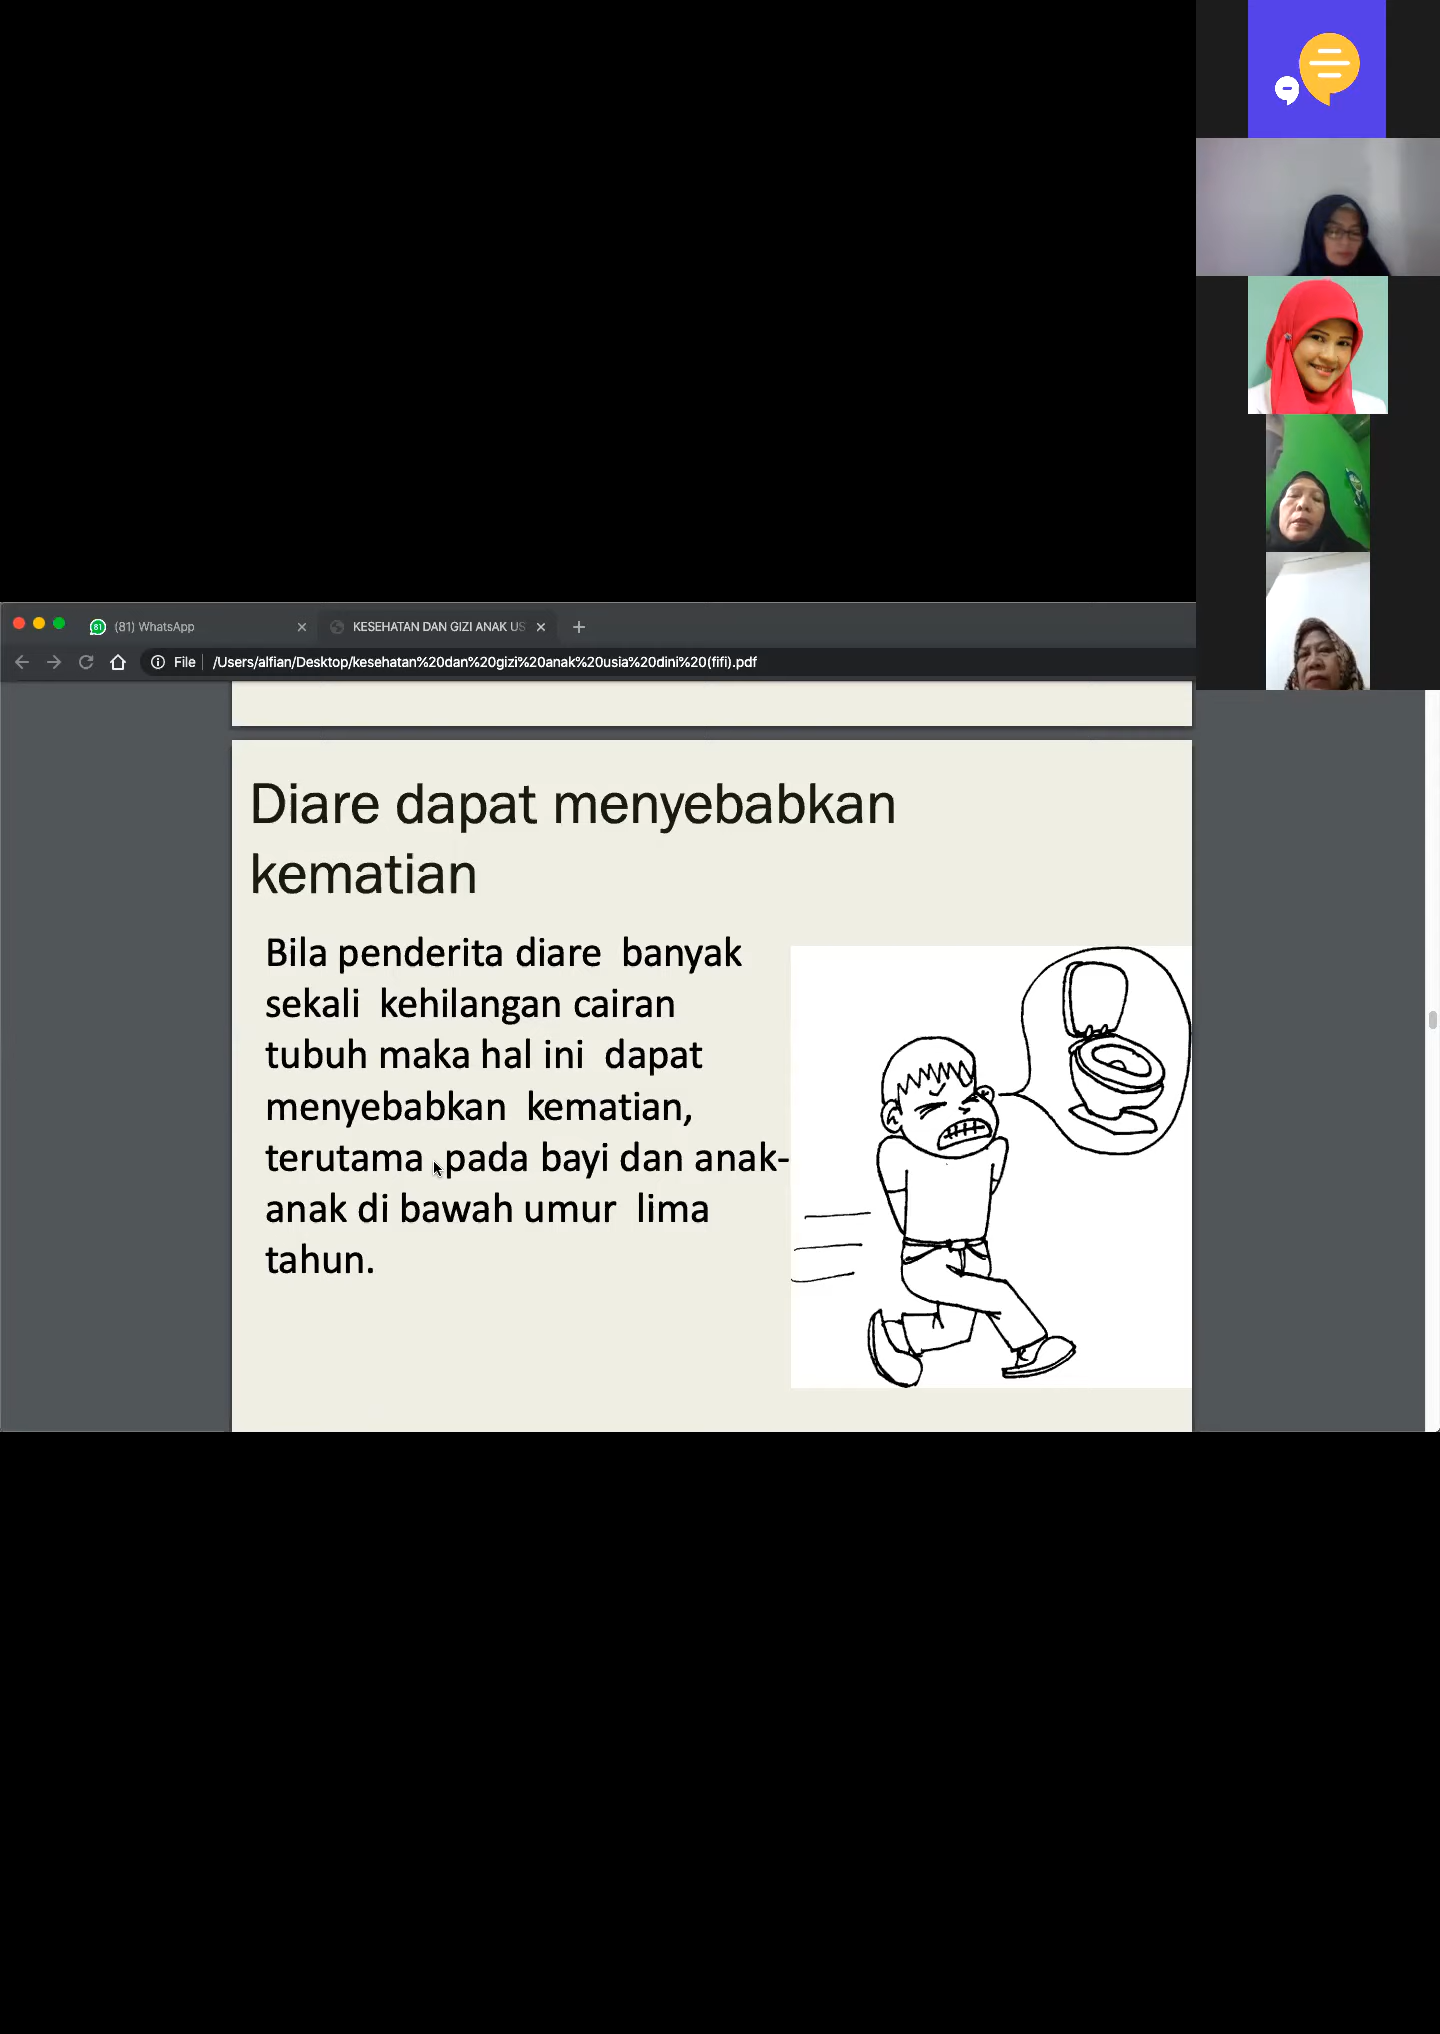 (81) WhatsApp
KESEHATAN DAN GIZI ANAK US
File
/Users/alfian/Desktop/kesehatan%20dan%20gizi%20anak%20usia%20dini%20(fifi).pdf
Diare dapat menyebabkan
kematian
Bila penderita diare banyak
sekali kehilangan cairan
tubuh maka hal ini dapat
menyebabkan kematian,
terutama pada bayi dan anak-
anak di bawah umur lima
tahun.